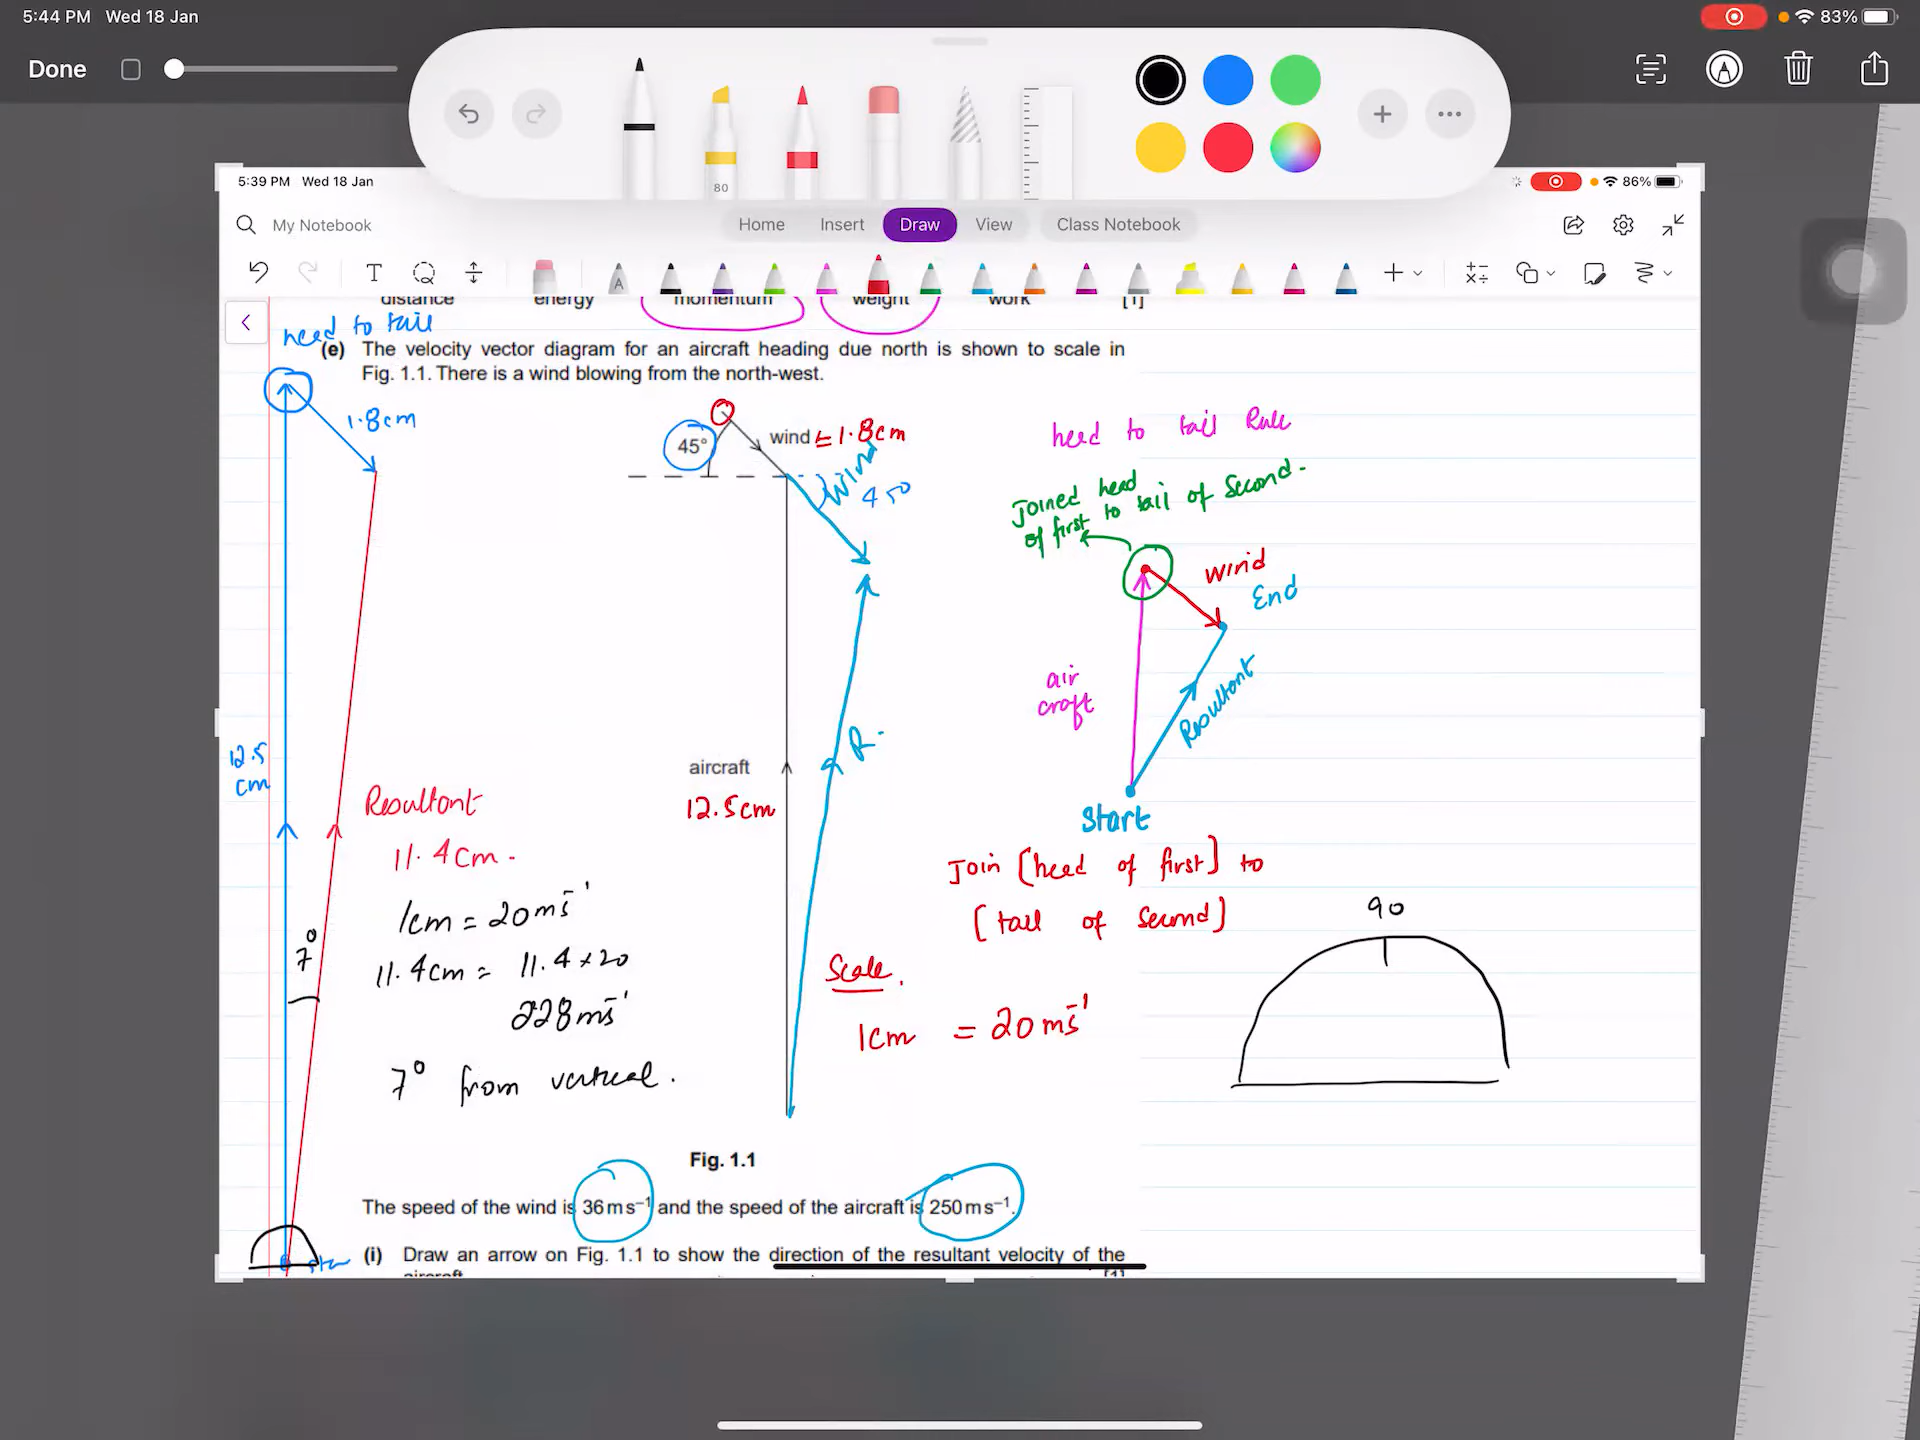 5:44 PM Wed 18 Jan
83%
Done
80
5:39 PM Wed 18 Jan
86%
My Notebook
Home
Insert
Draw
View
Class Notebook
T
A
distance energy momentum weight work [1]
head to tail
(e) The velocity vector diagram for an aircraft heading due north is shown to scale in
Fig. 1.1. There is a wind blowing from the north-west.
1.8cm
45°
wind = 1.8cm
wind
45°
head to tail Rule
Joined head
of first to tail of Second.
wind
End
air
craft
Resultant
Start
12.5
cm
aircraft
12.5cm
R
Resultant
11.4cm.
1cm = 20ms-1
11.4cm = 11.4×20
228ms-1
7°
7° from vertical.
Join [head of first] to
[tail of second]
Scale.
1cm = 20ms-1
90
Fig. 1.1
The speed of the wind is 36 m s−1 and the speed of the aircraft is 250 m s−1.
(i) Draw an arrow on Fig. 1.1 to show the direction of the resultant velocity of the
aircraft. [1]